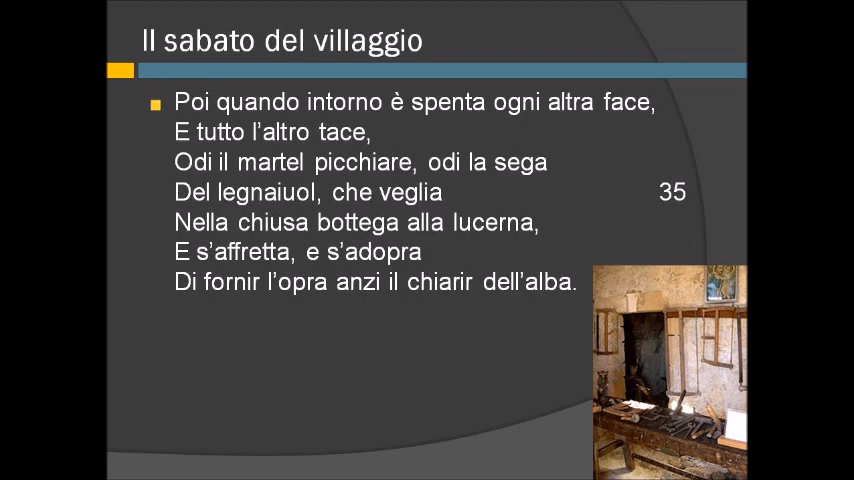 Il sabato del villaggio
Poi quando intorno è spenta ogni altra face,
E tutto l'altro tace,
Odi il martel picchiare, odi la sega
Del legnaiuol, che veglia 35
Nella chiusa bottega alla lucerna,
E s'affretta, e s'adopra
Di fornir l'opra anzi il chiarir dell'alba.